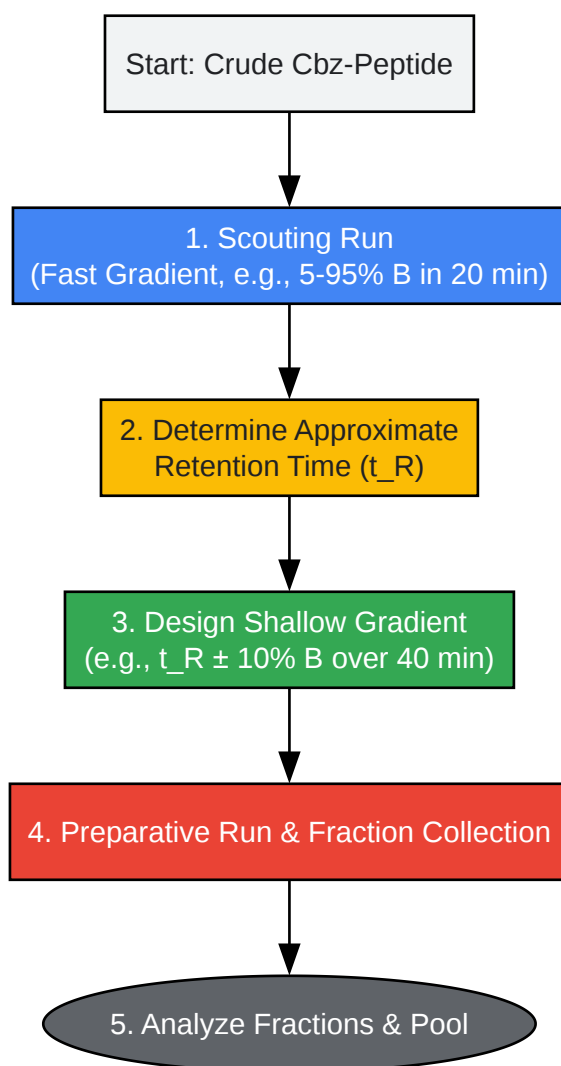 Start: Crude Cbz-Peptide
1. Scouting Run
(Fast Gradient, e.g., 5-95% B in 20 min)
2. Determine Approximate
Retention Time (t_R)
3. Design Shallow Gradient
(e.g., t_R ± 10% B over 40 min)
4. Preparative Run & Fraction Collection
5. Analyze Fractions & Pool